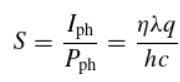 S = I_ph / P_ph = ηλq / hc